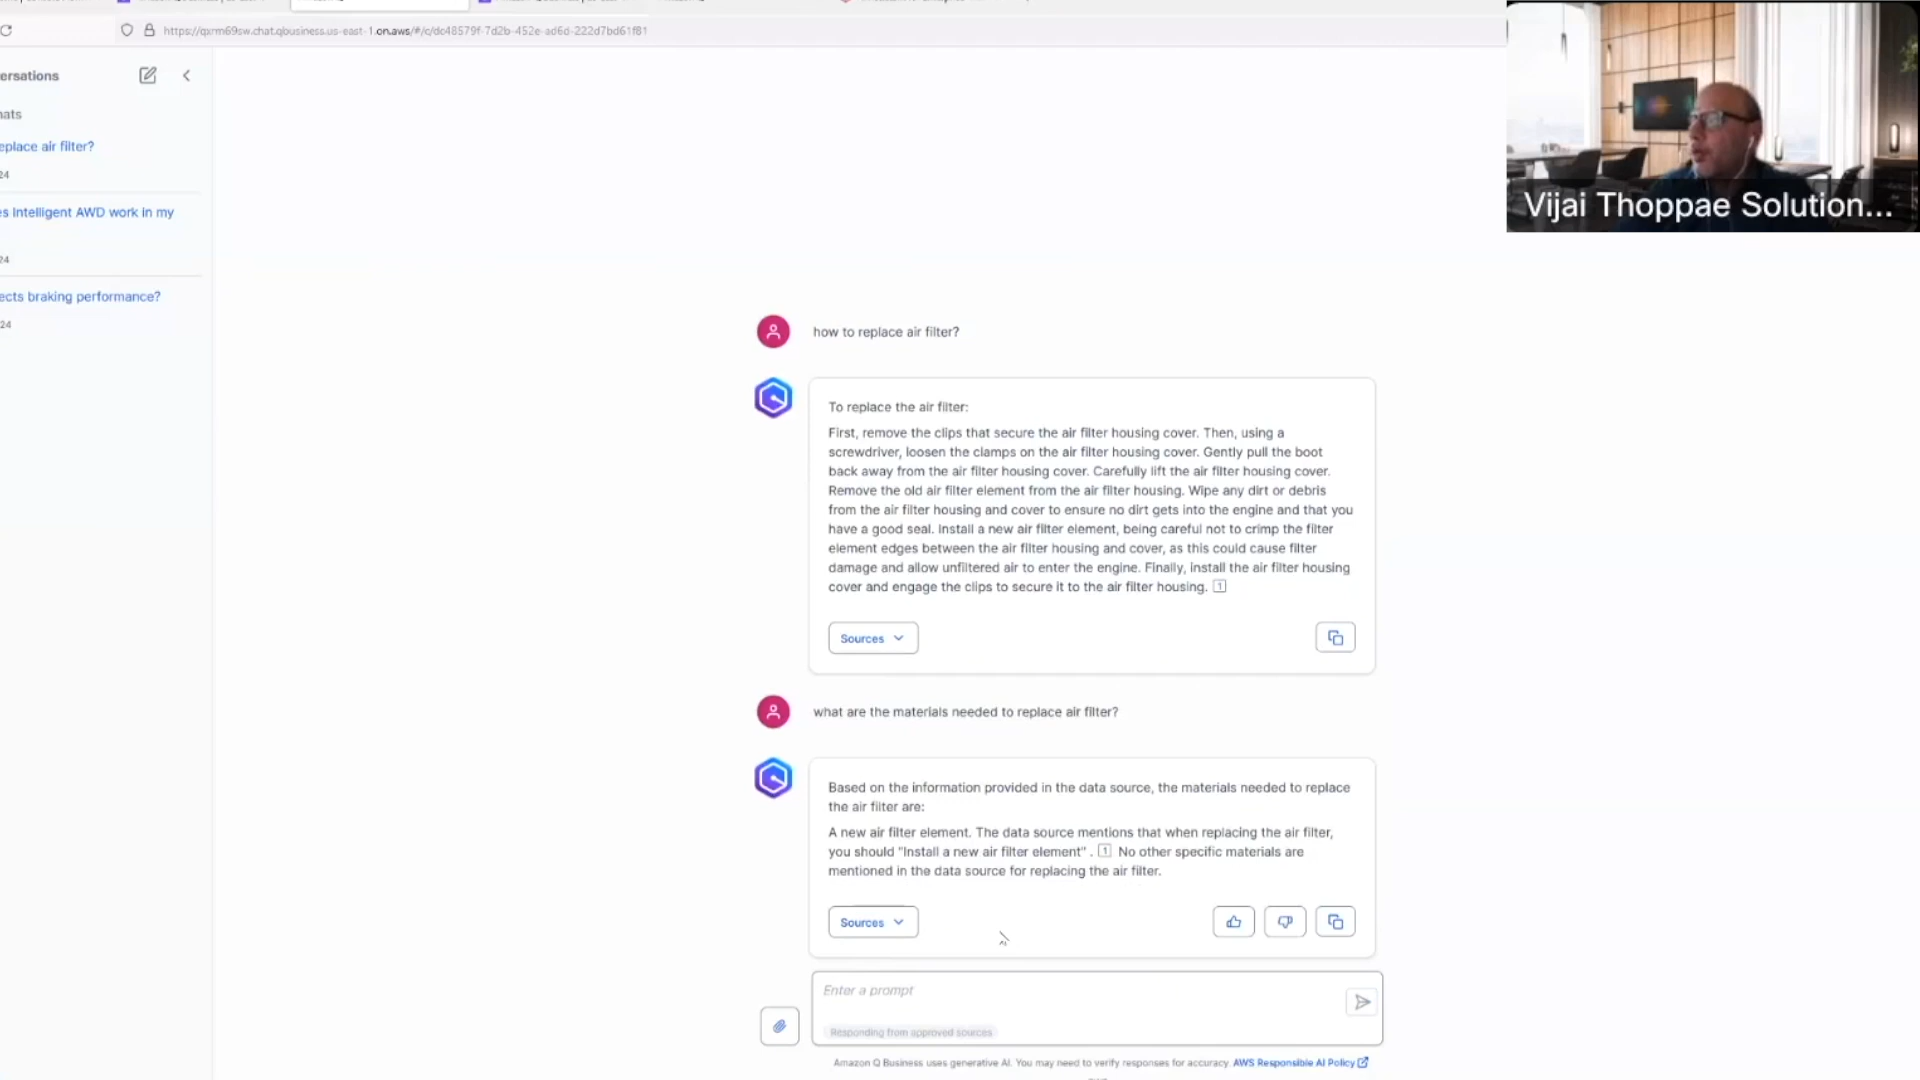 https://qxrm69sw.chat.qbusiness.us-east-1.on.aws/#/c/dc48579f-7d2b-452e-ad6d-222d7bd61f81
ersations
hats
eplace air filter?
24
es Intelligent AWD work in my
24
ects braking performance?
24
Vijai Thoppae Solution...
how to replace air filter?
To replace the air filter:
First, remove the clips that secure the air filter housing cover. Then, using a
screwdriver, loosen the clamps on the air filter housing cover. Gently pull the boot
back away from the air filter housing cover. Carefully lift the air filter housing cover.
Remove the old air filter element from the air filter housing. Wipe any dirt or debris
from the air filter housing and cover to ensure no dirt gets into the engine and that you
have a good seal. Install a new air filter element, being careful not to crimp the filter
element edges between the air filter housing and cover, as this could cause filter
damage and allow unfiltered air to enter the engine. Finally, install the air filter housing
cover and engage the clips to secure it to the air filter housing. 1
Sources
what are the materials needed to replace air filter?
Based on the information provided in the data source, the materials needed to replace
the air filter are:
A new air filter element. The data source mentions that when replacing the air filter,
you should "Install a new air filter element" . 1 No other specific materials are
mentioned in the data source for replacing the air filter.
Sources
Enter a prompt
Responding from approved sources
Amazon Q Business uses generative AI. You may need to verify responses for accuracy. AWS Responsible AI Policy